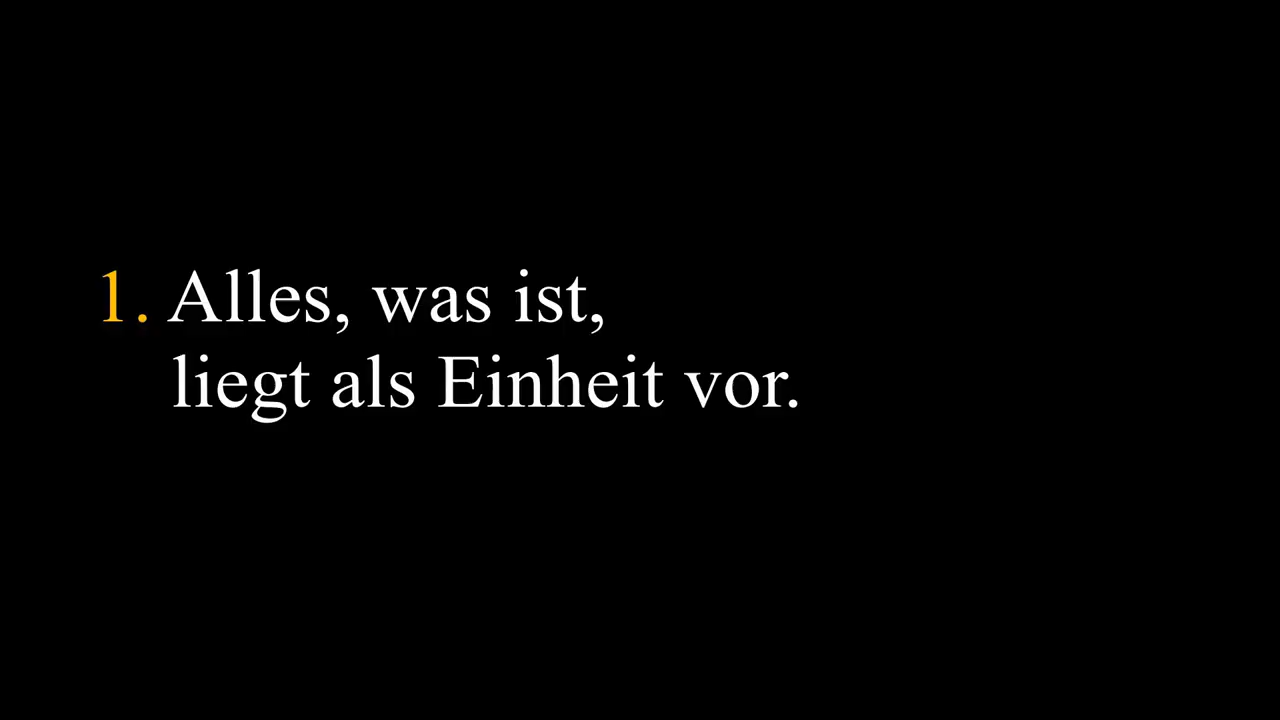 1. Alles, was ist,
liegt als Einheit vor.